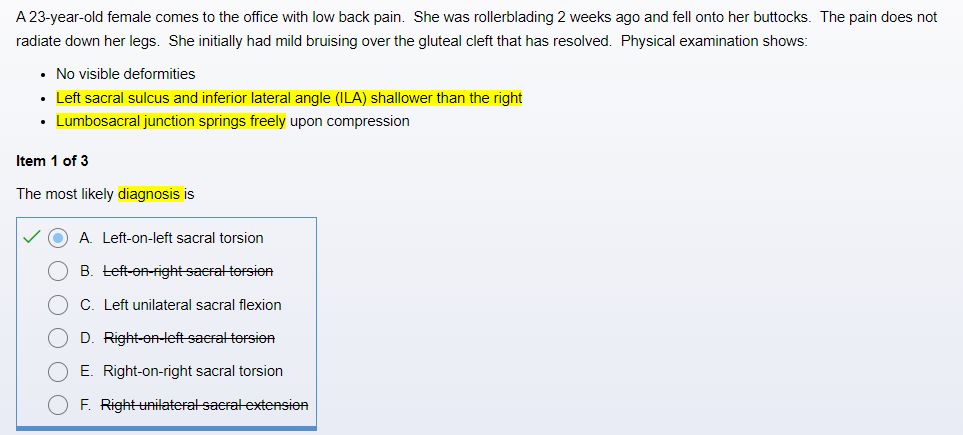 A 23-year-old female comes to the office with low back pain. She was rollerblading 2 weeks ago and fell onto her buttocks. The pain does not
radiate down her legs. She initially had mild bruising over the gluteal cleft that has resolved. Physical examination shows:
• No visible deformities
• Left sacral sulcus and inferior lateral angle (ILA) shallower than the right
• Lumbosacral junction springs freely upon compression
Item 1 of 3
The most likely diagnosis is
A. Left-on-left sacral torsion
B. Left-on-right sacral torsion
C. Left unilateral sacral flexion
D. Right-on-left sacral torsion
E. Right-on-right sacral torsion
F. Right unilateral sacral extension